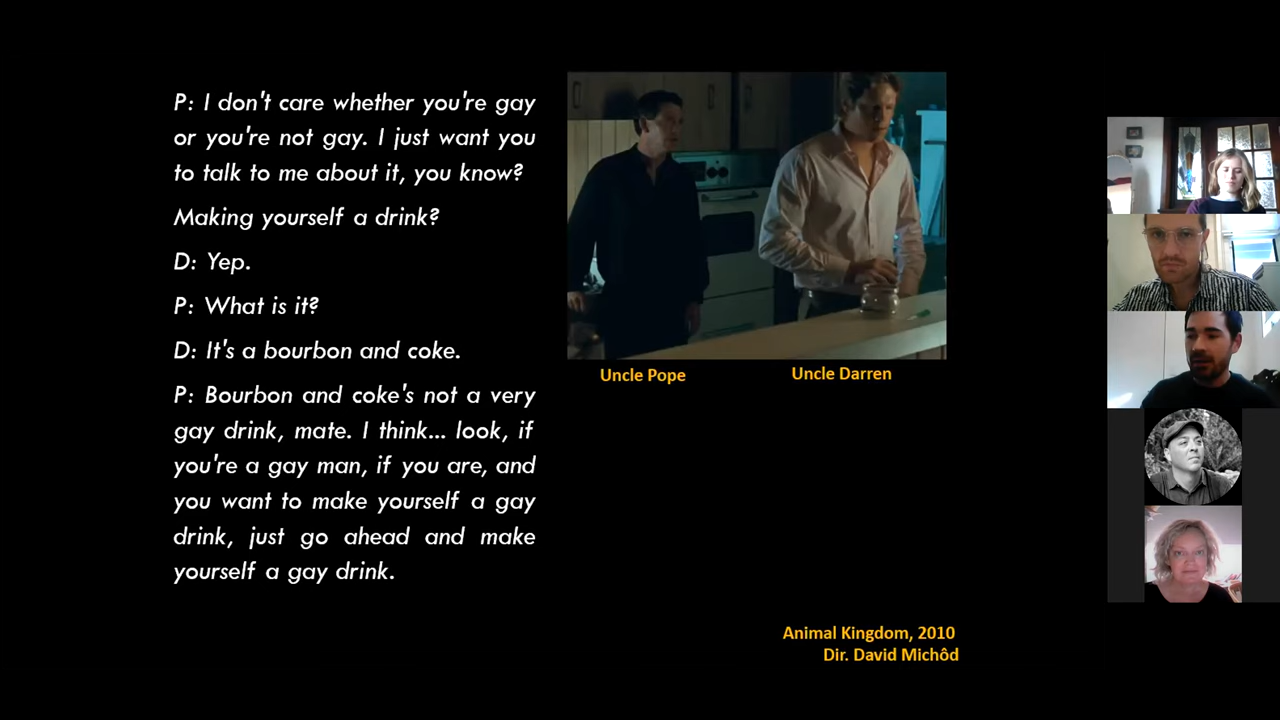 P: I don't care whether you're gay
or you're not gay. I just want you
to talk to me about it, you know?
Making yourself a drink?
D: Yep.
P: What is it?
D: It's a bourbon and coke.
P: Bourbon and coke's not a very
gay drink, mate. I think... look, if
you're a gay man, if you are, and
you want to make yourself a gay
drink, just go ahead and make
yourself a gay drink.
Uncle Pope
Uncle Darren
Animal Kingdom, 2010
Dir. David Michôd